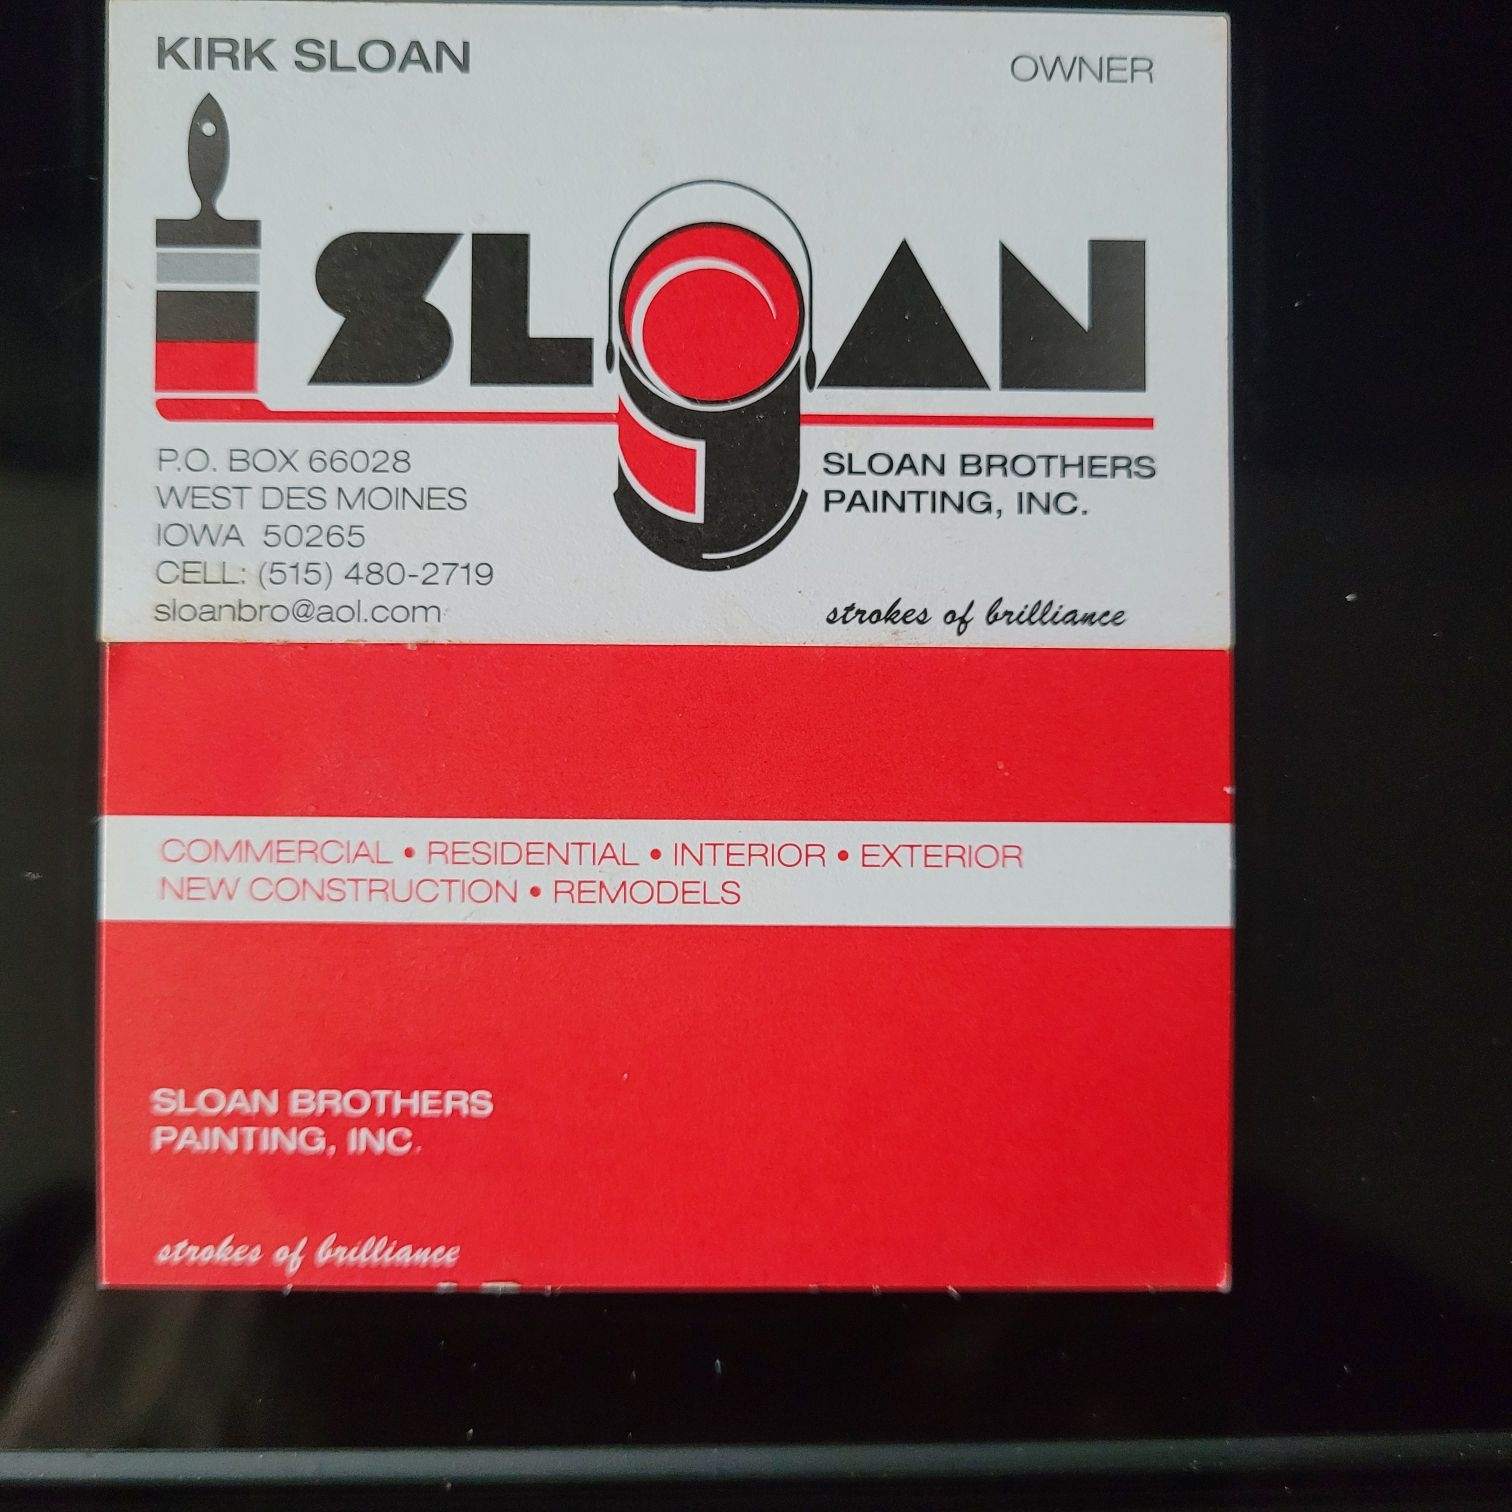 KIRK SLOAN
OWNER
SLOAN
P.O. BOX 66028
WEST DES MOINES
IOWA 50265
CELL: (515) 480-2719
sloanbro@aol.com
SLOAN BROTHERS
PAINTING, INC.
strokes of brilliance
COMMERCIAL • RESIDENTIAL • INTERIOR • EXTERIOR
NEW CONSTRUCTION • REMODELS
SLOAN BROTHERS
PAINTING, INC.
strokes of brilliance